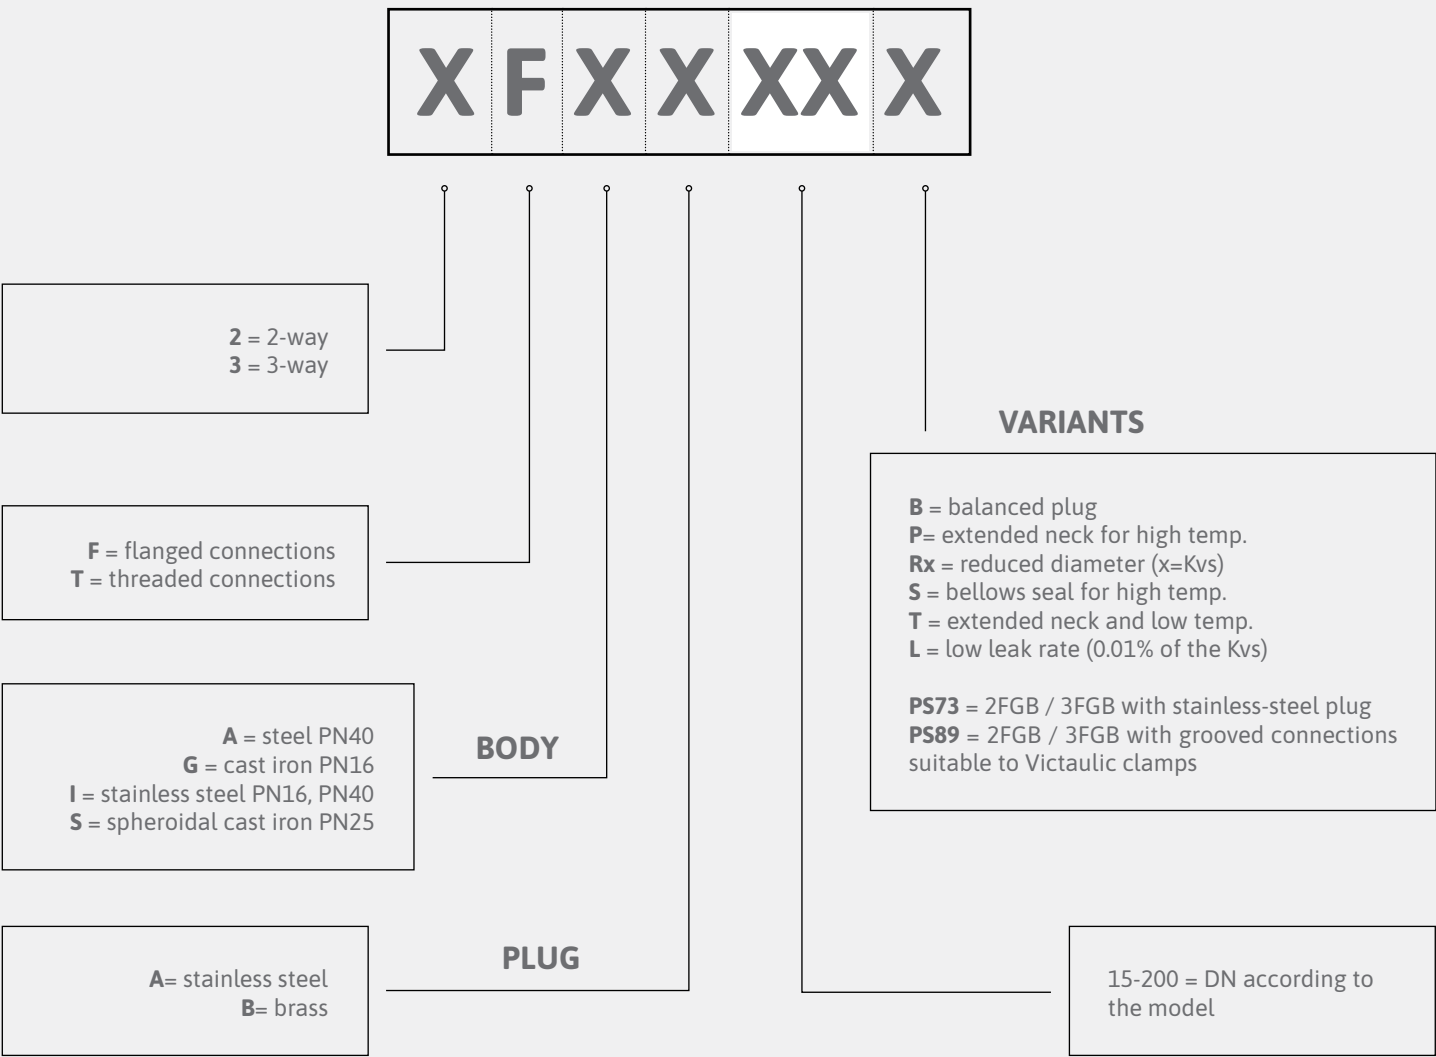 XFXXXXX
2 = 2-way
3 = 3-way
F = flanged connections
T = threaded connections
BODY
A = steel PN40
G = cast iron PN16
I = stainless steel PN16, PN40
S = spheroidal cast iron PN25
PLUG
A= stainless steel
B= brass
VARIANTS
B = balanced plug
P= extended neck for high temp.
Rx = reduced diameter (x=Kvs)
S = bellows seal for high temp.
T = extended neck and low temp.
L = low leak rate (0.01% of the Kvs)
PS73 = 2FGB / 3FGB with stainless-steel plug
PS89 = 2FGB / 3FGB with grooved connections
suitable to Victaulic clamps
15-200 = DN according to
the model